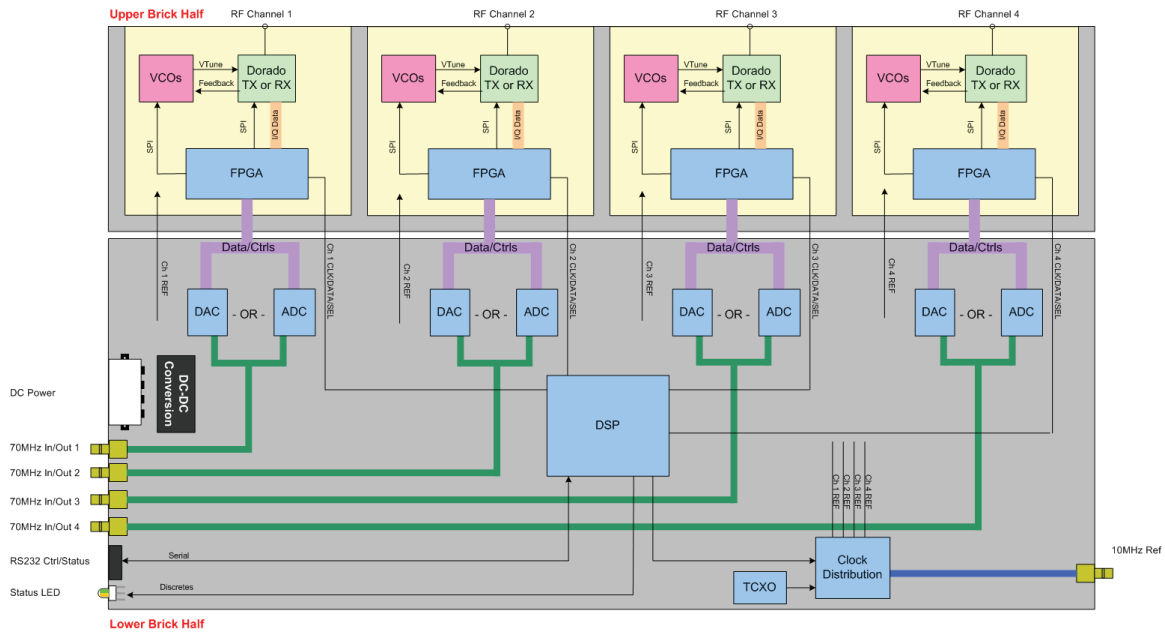 Upper Brick Half
RF Channel 1
RF Channel 2
RF Channel 3
RF Channel 4
VCOs
VTune
Feedback
Dorado
TX or RX
SPI
SPI
I/Q Data
FPGA
VCOs
VTune
Feedback
Dorado
TX or RX
SPI
SPI
I/Q Data
FPGA
VCOs
VTune
Feedback
Dorado
TX or RX
SPI
SPI
I/Q Data
FPGA
VCOs
VTune
Feedback
Dorado
TX or RX
SPI
SPI
I/Q Data
FPGA
Ch 1 REF
Data/Ctrls
Ch 1 CLK/DATA/SEL
DAC
- OR -
ADC
Ch 2 REF
Data/Ctrls
Ch 2 CLK/DATA/SEL
DAC
- OR -
ADC
Ch 3 REF
Data/Ctrls
Ch 3 CLK/DATA/SEL
DAC
- OR -
ADC
Ch 4 REF
Data/Ctrls
Ch 4 CLK/DATA/SEL
DAC
- OR -
ADC
DC Power
DC-DC
Conversion
DSP
70MHz In/Out 1
70MHz In/Out 2
70MHz In/Out 3
70MHz In/Out 4
Ch 1 REF
Ch 2 REF
Ch 3 REF
Ch 4 REF
RS232 Ctrl/Status
Serial
Clock
Distribution
10MHz Ref
Status LED
Discretes
TCXO
Lower Brick Half